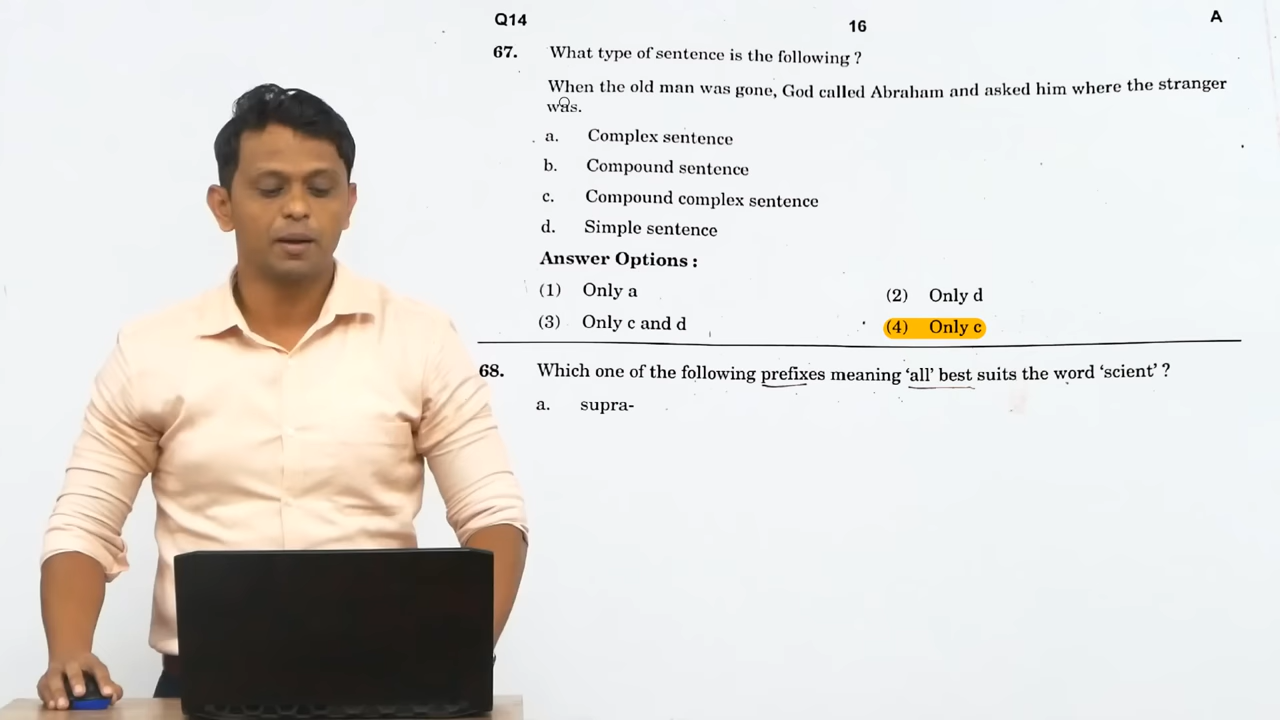 Q14 16 A
67. What type of sentence is the following ?
When the old man was gone, God called Abraham and asked him where the stranger
was.
a. Complex sentence
b. Compound sentence
c. Compound complex sentence
d. Simple sentence
Answer Options :
(1) Only a (2) Only d
(3) Only c and d (4) Only c
68. Which one of the following prefixes meaning ‘all’ best suits the word ‘scient’ ?
a. supra-